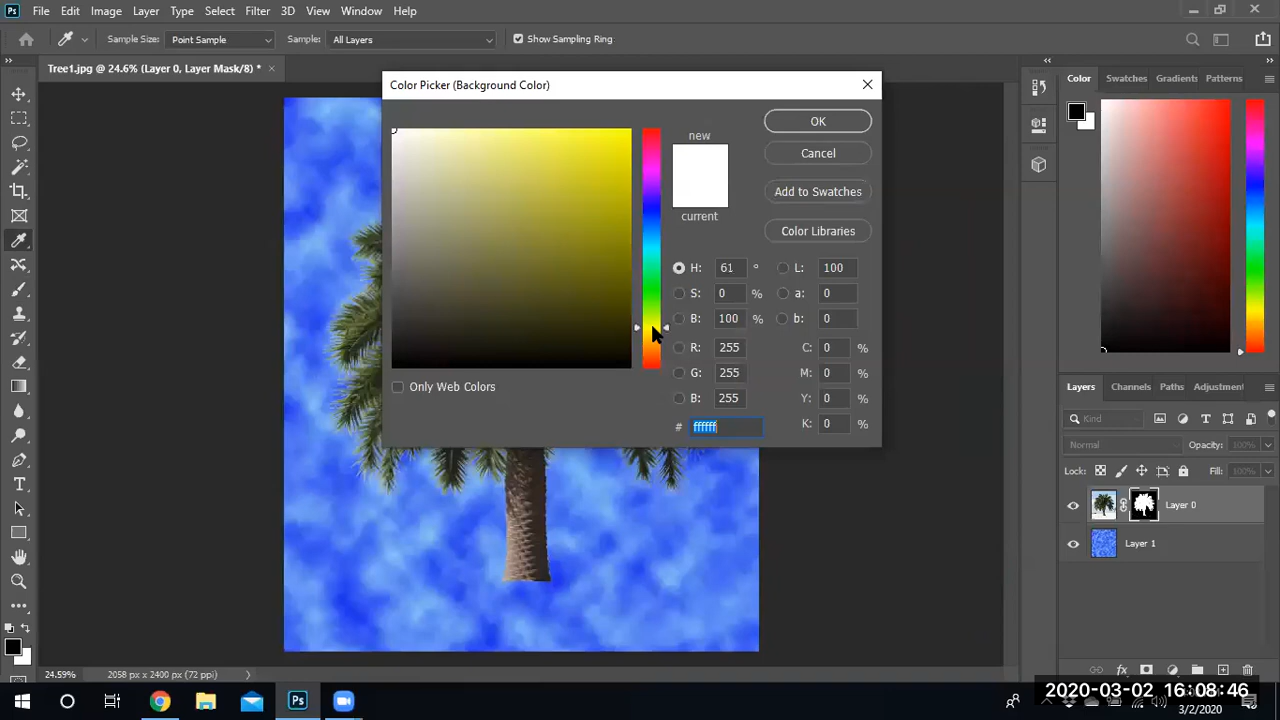 Ps File Edit Image Layer Type Select Filter 3D View Window Help
Sample Size: Point Sample Sample: All Layers Show Sampling Ring
Tree1.jpg @ 24.6% (Layer 0, Layer Mask/8) * ×
Color Swatches Gradients Patterns
Color Picker (Background Color)
new
current
OK
Cancel
Add to Swatches
Color Libraries
H: 61 ° L: 100
S: 0 % a: 0
B: 100 % b: 0
R: 255 C: 0 %
G: 255 M: 0 %
B: 255 Y: 0 %
# ffffff K: 0 %
Only Web Colors
Layers Channels Paths Adjustment
Kind
Normal Opacity: 100%
Lock: Fill: 100%
Layer 0
Layer 1
fx
24.59% 2058 px x 2400 px (72 ppi)
Ps
2020-03-02 16:08:46
3/2/2020